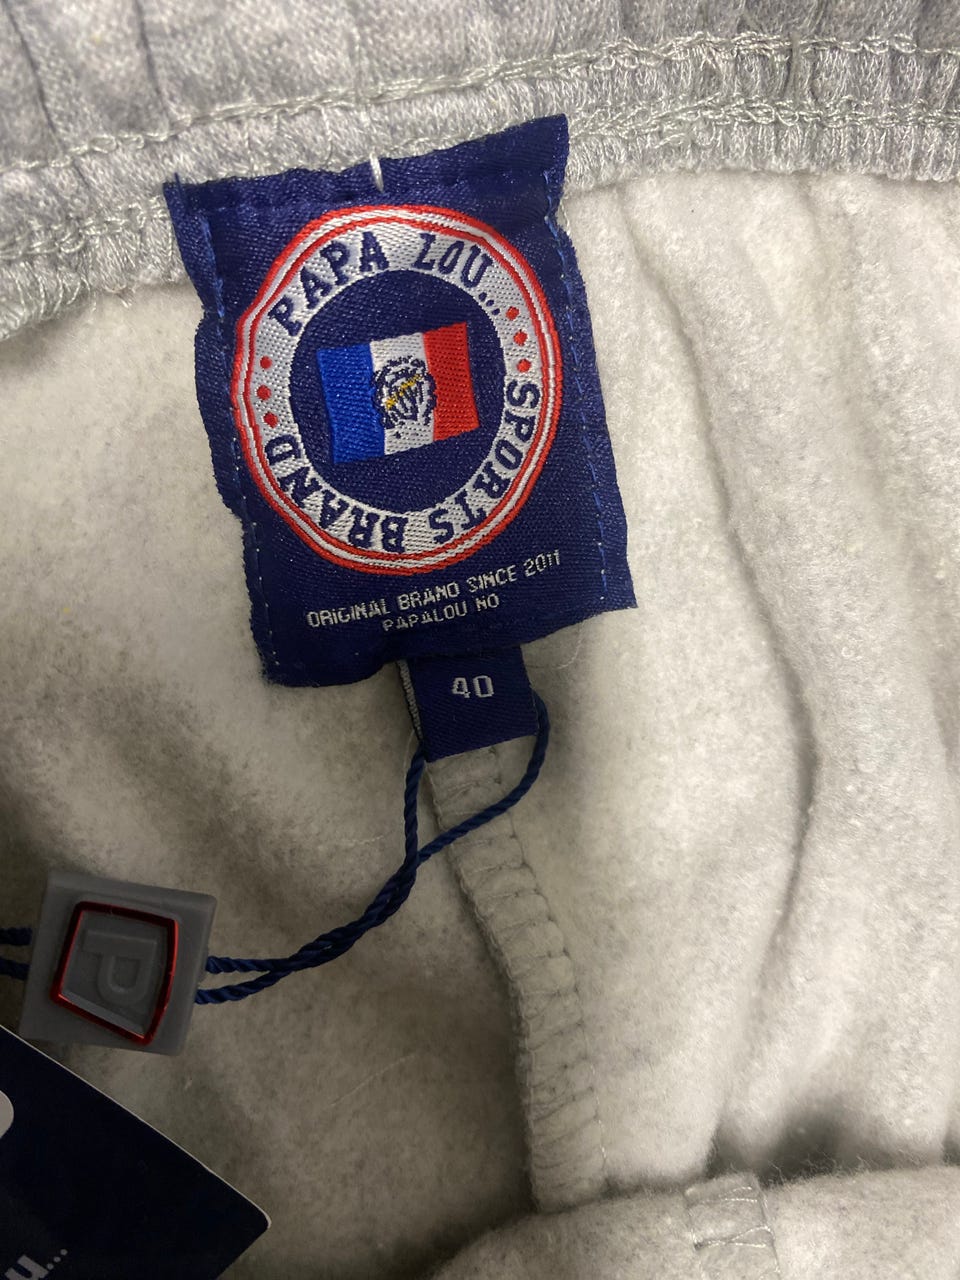 PAPA LOU...
SPORTS BRAND
ORIGINAL BRAND SINCE 2011
PAPALOU NO
40
P
u...